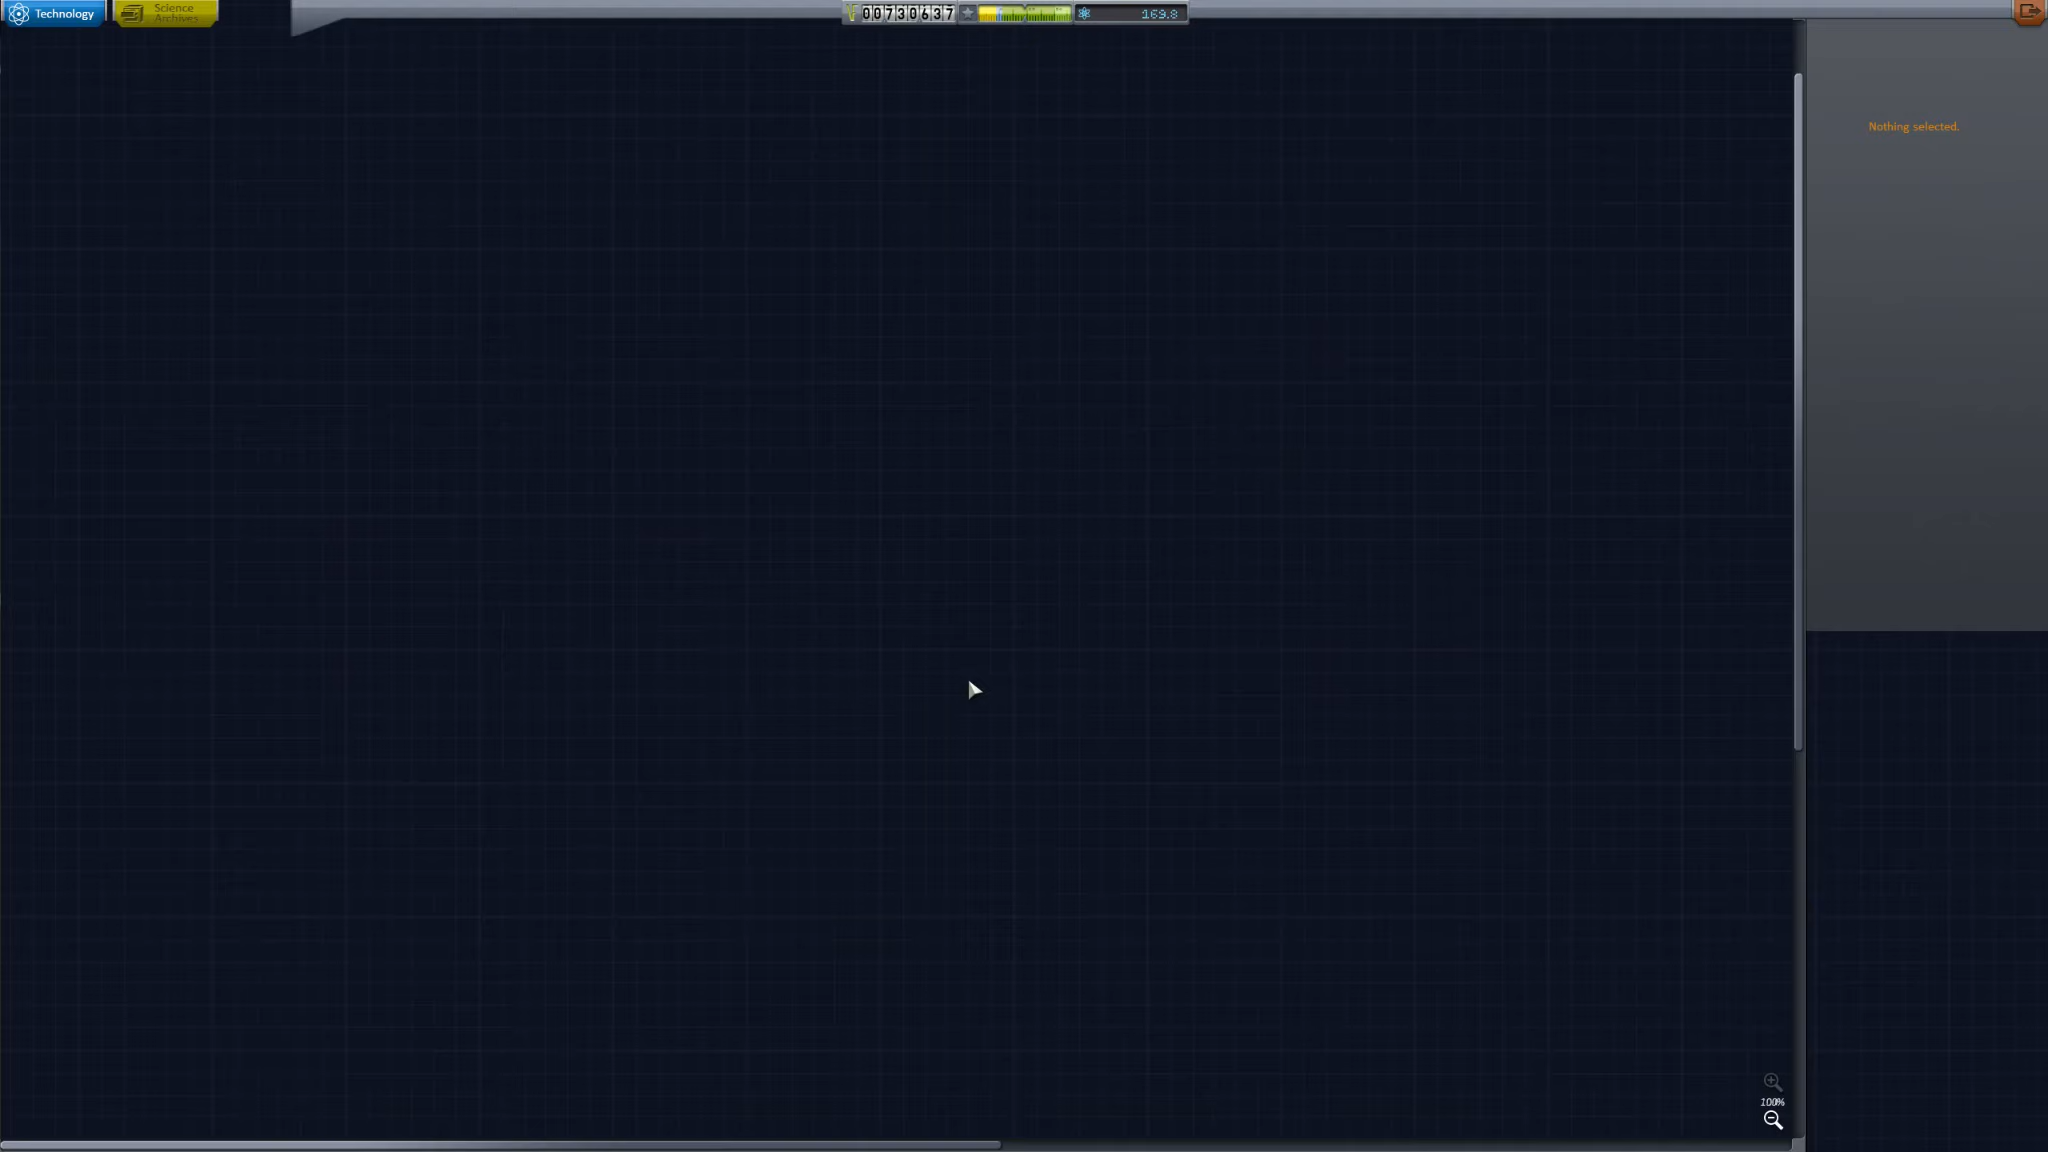 Technology
Science
Archives
00730637
169.8
Nothing selected.
100%